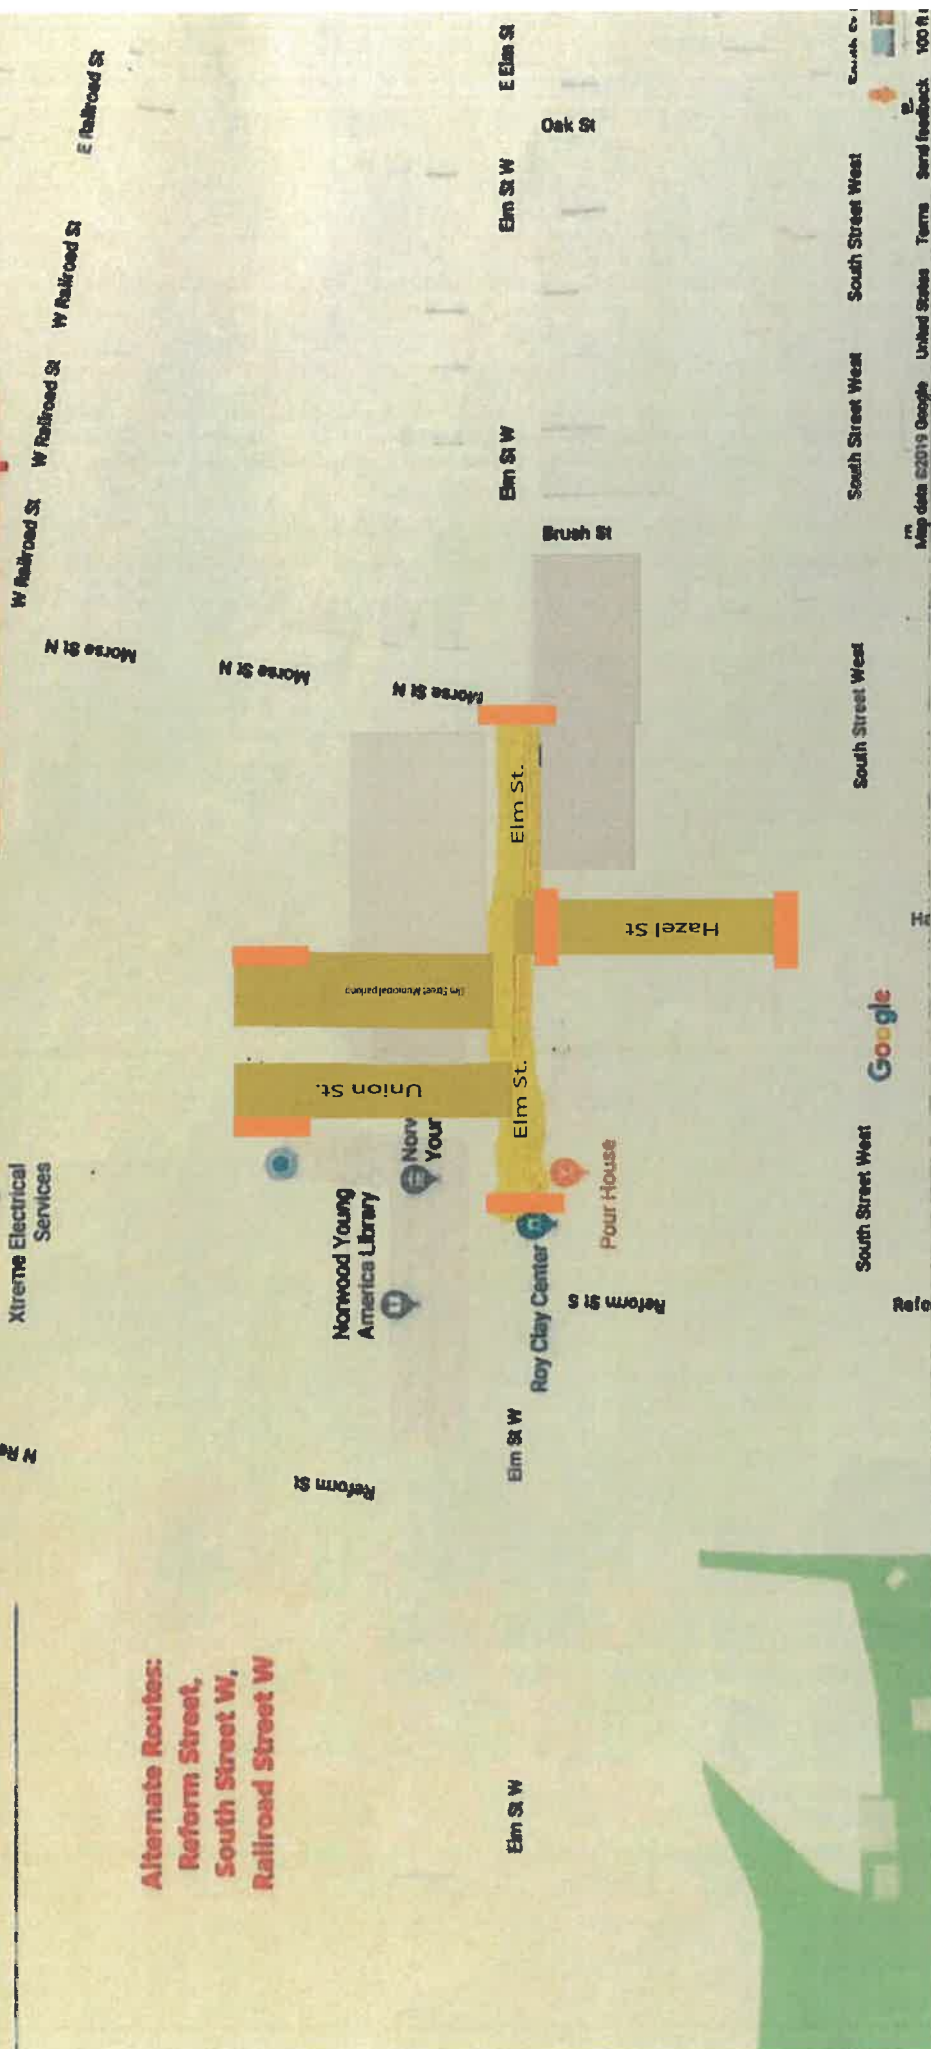 E Railroad St
W Railroad St
W Railroad St
W Railroad St
Morse St N
Morse St N
Morse St N
E Elm St
Oak St
Elm St W
Elm St W
Brush St
South Street West
South Street West
South Street West
South Street West
Send feedback
100 ft
Terms
United States
Map data ©2019 Google
Elm St.
Hazel St
Elm Street Municipal parking
Union St.
Elm St.
Norw
Your
Pour House
Google
Xtreme Electrical
Services
Norwood Young
America Library
Roy Clay Center
Reform St S
Refo
Elm St W
Reform St
Alternate Routes:
Reform Street,
South Street W,
Railroad Street W
Elm St W